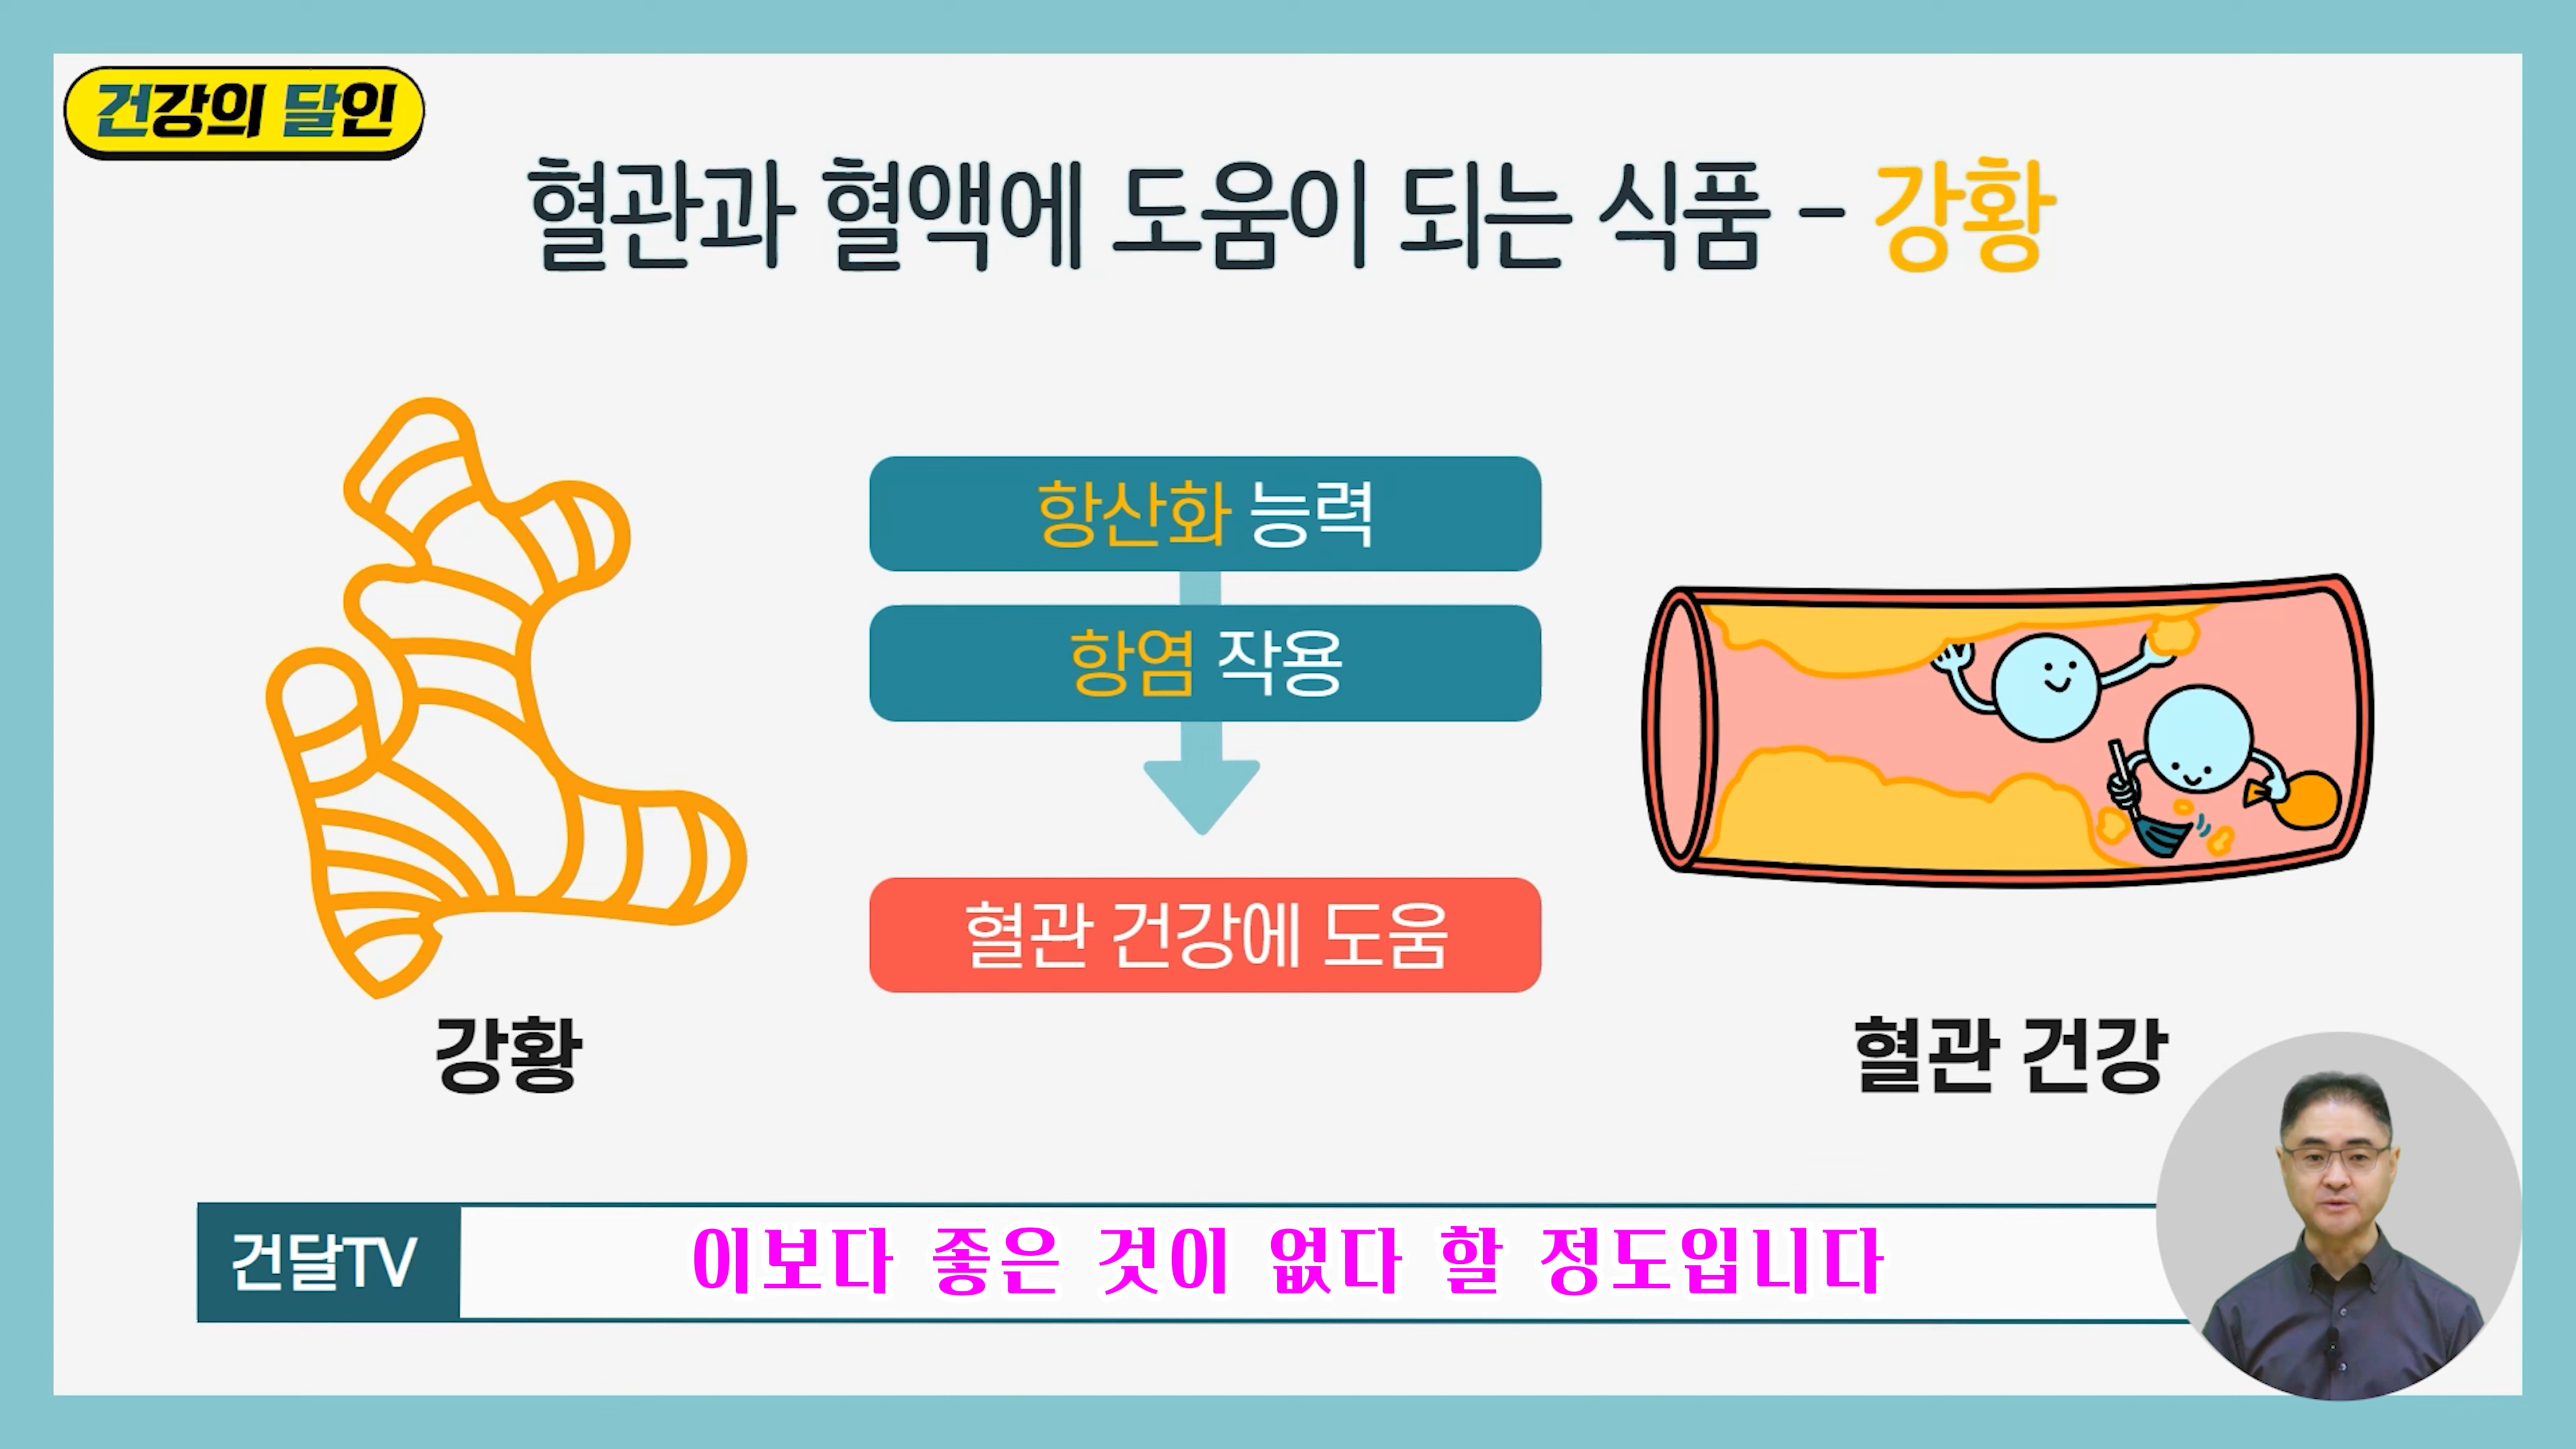 건강의 달인
혈관과 혈액에 도움이 되는 식품 - 강황
항산화 능력
항염 작용
혈관 건강에 도움
강황
혈관 건강
건달TV
이보다 좋은 것이 없다 할 정도입니다